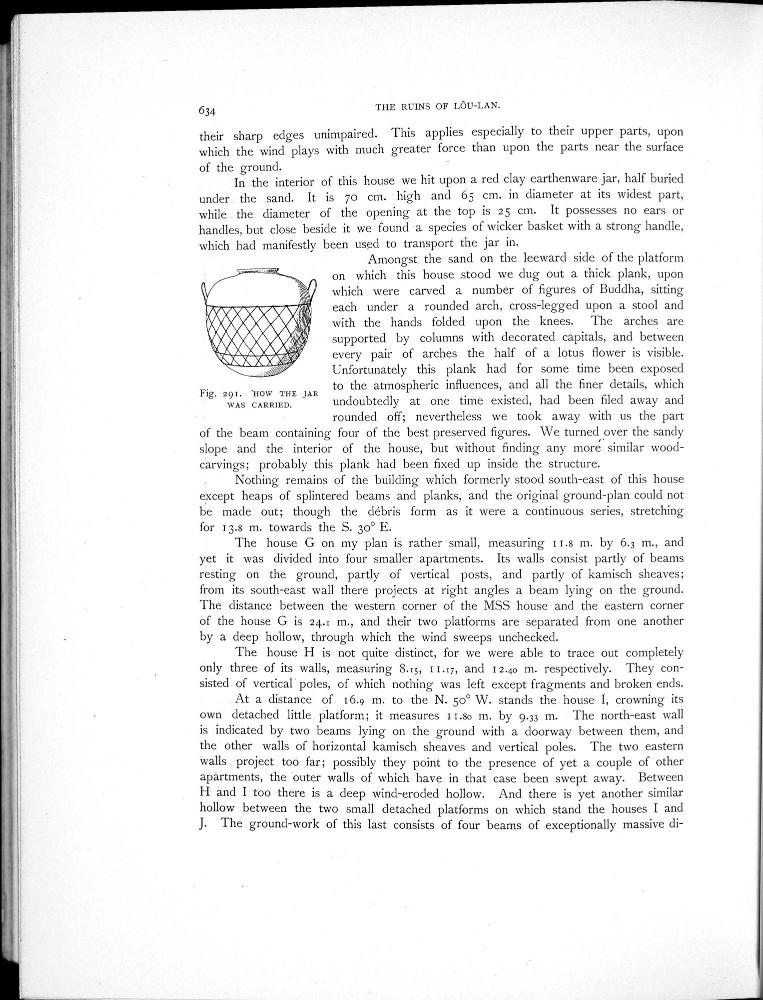 634
THE RUINS OF LÔU-LAN.
their sharp edges unimpaired. This applies especially to their upper parts, upon
which the wind plays with much greater force than upon the parts near the surface
of the ground.
In the interior of this house we hit upon a red clay earthenware jar, half buried
under the sand. It is 70 cm. high and 65 cm. in diameter at its widest part,
while the diameter of the opening at the top is 25 cm. It possesses no ears or
handles, but close beside it we found a species of wicker basket with a strong handle,
which had manifestly been used to transport the jar in.
Amongst the sand on the leeward side of the platform
on which this house stood we dug out a thick plank, upon
which were carved a number of figures of Buddha, sitting
each under a rounded arch, cross-legged upon a stool and
with the hands folded upon the knees. The arches are
supported by columns with decorated capitals, and between
every pair of arches the half of a lotus flower is visible.
Unfortunately this plank had for some time been exposed
to the atmospheric influences, and all the finer details, which
undoubtedly at one time existed, had been filed away and
rounded off; nevertheless we took away with us the part
Fig. 291. HOW THE JAR
WAS CARRIED.
of the beam containing four of the best preserved figures. We turned over the sandy
slope and the interior of the house, but without finding any more similar wood-
carvings; probably this plank had been fixed up inside the structure.
Nothing remains of the building which formerly stood south-east of this house
except heaps of splintered beams and planks, and the original ground-plan could not
be made out; though the débris form as it were a continuous series, stretching
for 13.8 m. towards the S. 30° E.
The house G on my plan is rather small, measuring 11.8 m. by 6.3 m., and
yet it was divided into four smaller apartments. Its walls consist partly of beams
resting on the ground, partly of vertical posts, and partly of kamisch sheaves;
from its south-east wall there projects at right angles a beam lying on the ground.
The distance between the western corner of the MSS house and the eastern corner
of the house G is 24.1 m., and their two platforms are separated from one another
by a deep hollow, through which the wind sweeps unchecked.
The house H is not quite distinct, for we were able to trace out completely
only three of its walls, measuring 8.15, 11.17, and 12.40 m. respectively. They con-
sisted of vertical poles, of which nothing was left except fragments and broken ends.
At a distance of 16.9 m. to the N. 50° W. stands the house I, crowning its
own detached little platform; it measures 11.80 m. by 9.33 m. The north-east wall
is indicated by two beams lying on the ground with a doorway between them, and
the other walls of horizontal kamisch sheaves and vertical poles. The two eastern
walls project too far; possibly they point to the presence of yet a couple of other
apartments, the outer walls of which have in that case been swept away. Between
H and I too there is a deep wind-eroded hollow. And there is yet another similar
hollow between the two small detached platforms on which stand the houses I and
J. The ground-work of this last consists of four beams of exceptionally massive di-